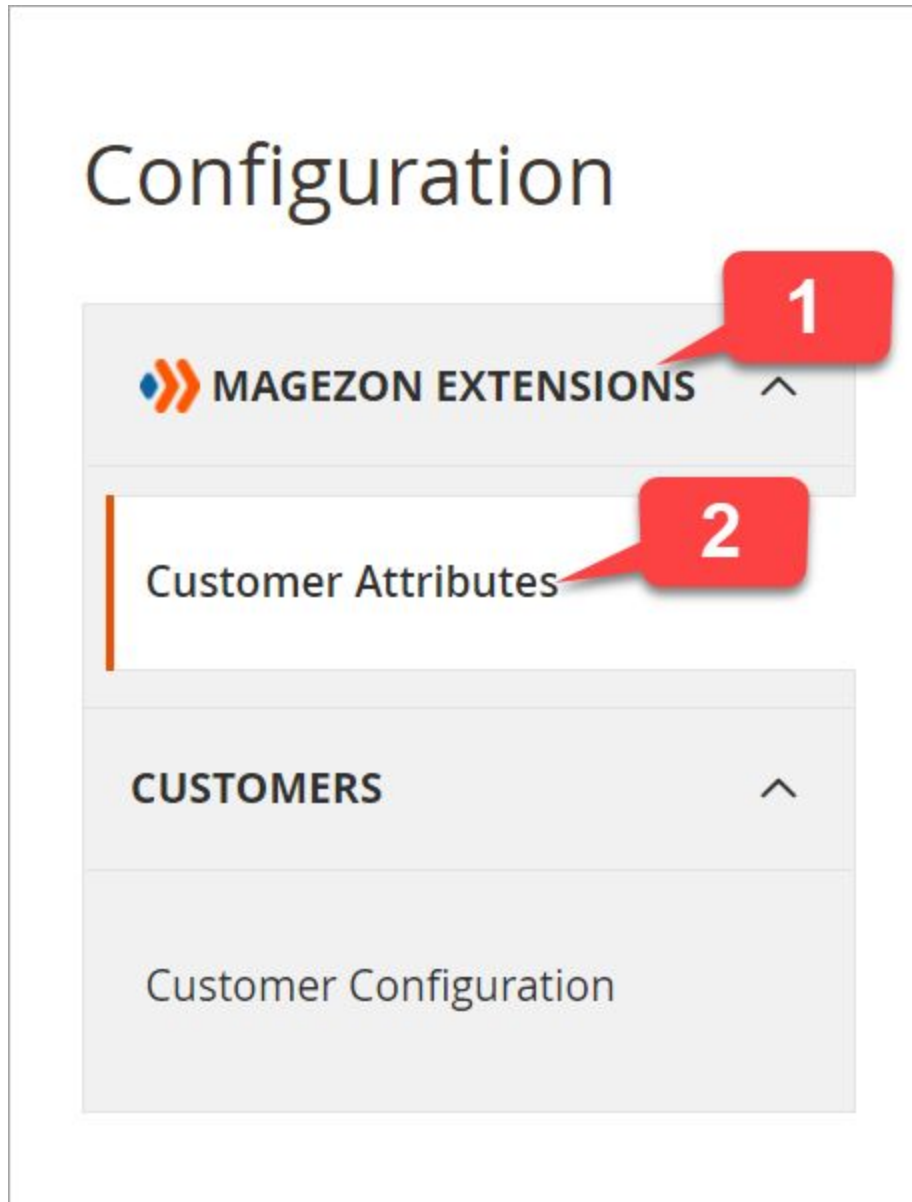 Configuration
1
MAGEZON EXTENSIONS
2
Customer Attributes
CUSTOMERS
Customer Configuration